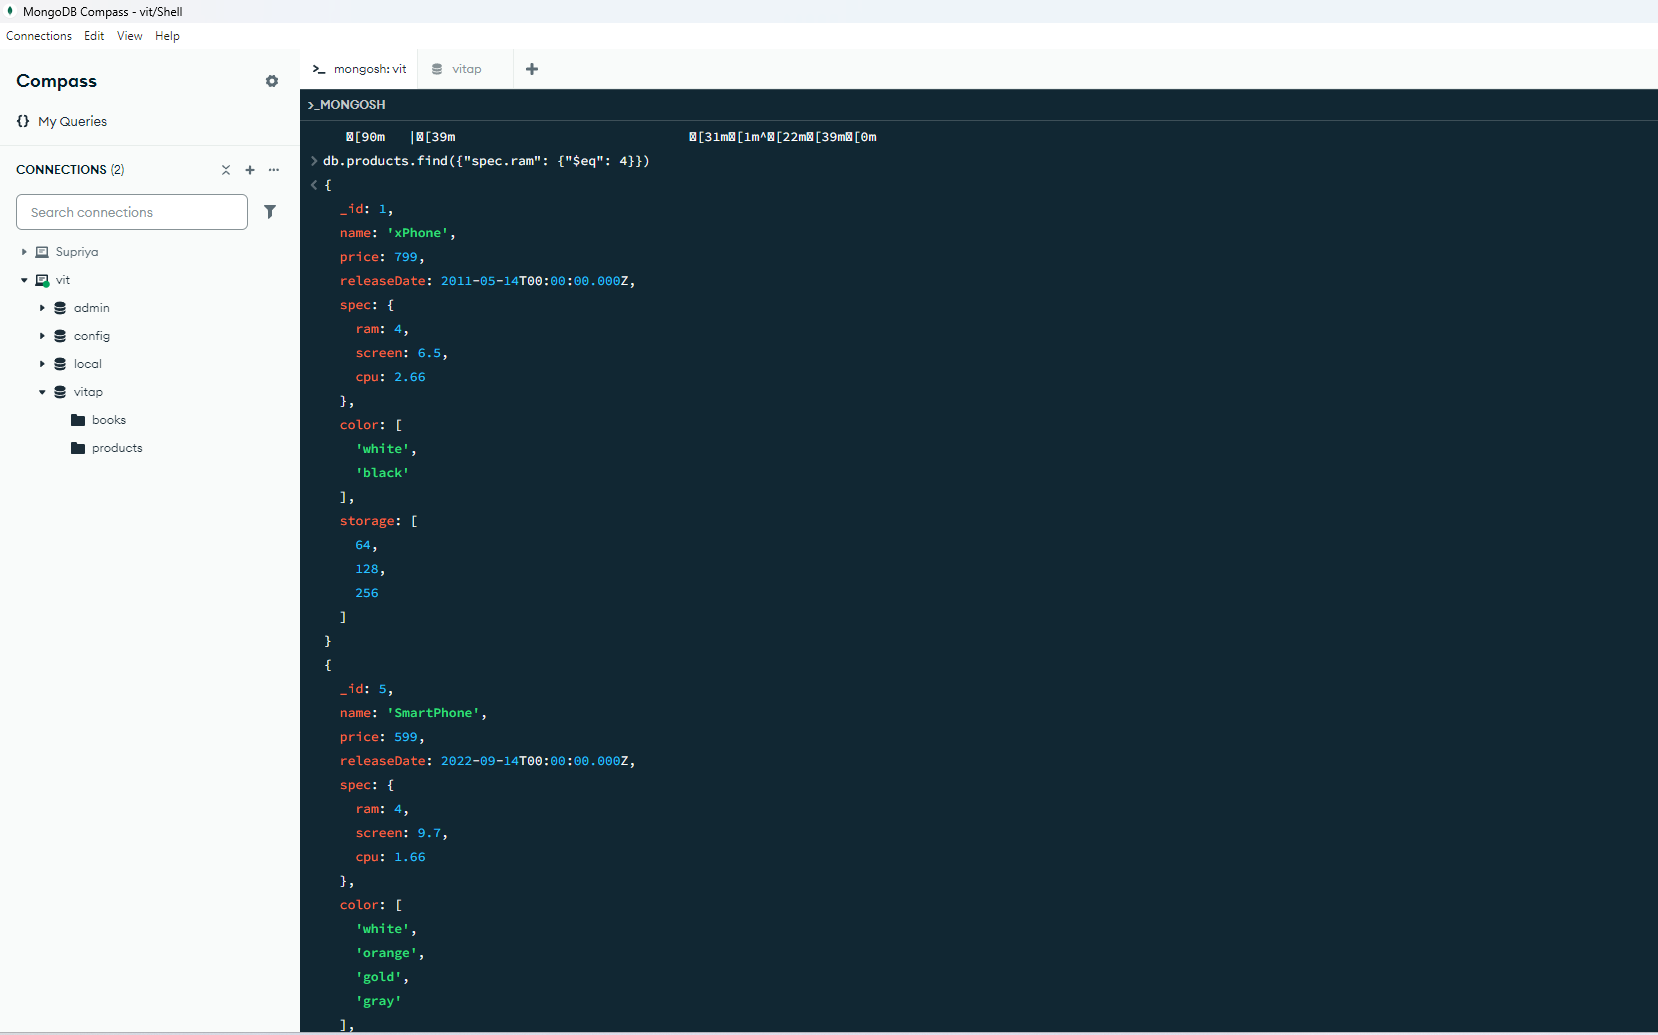 MongoDB Compass - vit/Shell
Connections Edit View Help
Compass
My Queries
CONNECTIONS (2)
Search connections
Supriya
vit
admin
config
local
vitap
books
products
>_ mongosh: vit
vitap
>_MONGOSH
[90m |[39m [31m[1m^[22m[39m[0m
> db.products.find({"spec.ram": {"$eq": 4}})
< {
_id: 1,
name: 'xPhone',
price: 799,
releaseDate: 2011-05-14T00:00:00.000Z,
spec: {
ram: 4,
screen: 6.5,
cpu: 2.66
},
color: [
'white',
'black'
],
storage: [
64,
128,
256
]
}
{
_id: 5,
name: 'SmartPhone',
price: 599,
releaseDate: 2022-09-14T00:00:00.000Z,
spec: {
ram: 4,
screen: 9.7,
cpu: 1.66
},
color: [
'white',
'orange',
'gold',
'gray'
],